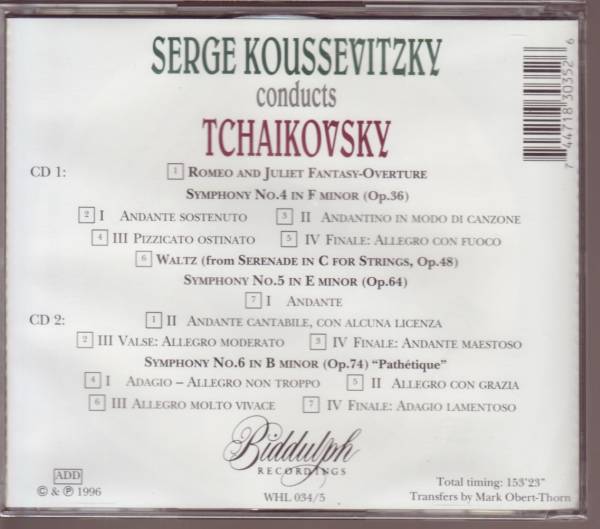 SERGE KOUSSEVITZKY
conducts
TCHAIKOVSKY
CD 1: 1 ROMEO AND JULIET FANTASY-OVERTURE
SYMPHONY NO.4 IN F MINOR (OP.36)
2 I ANDANTE SOSTENUTO 3 II ANDANTINO IN MODO DI CANZONE
4 III PIZZICATO OSTINATO 5 IV FINALE: ALLEGRO CON FUOCO
6 WALTZ (FROM SERENADE IN C FOR STRINGS, OP.48)
SYMPHONY NO.5 IN E MINOR (OP.64)
7 I ANDANTE
CD 2: 1 II ANDANTE CANTABILE, CON ALCUNA LICENZA
2 III VALSE: ALLEGRO MODERATO 3 IV FINALE: ANDANTE MAESTOSO
SYMPHONY NO.6 IN B MINOR (OP.74) “PATHÉTIQUE”
4 I ADAGIO – ALLEGRO NON TROPPO 5 II ALLEGRO CON GRAZIA
6 III ALLEGRO MOLTO VIVACE 7 IV FINALE: ADAGIO LAMENTOSO
Biddulph
RECORDINGS
WHL 034/5
ADD
© & ℗ 1996
Total timing: 153'23"
Transfers by Mark Obert-Thorn
7 44718 30352 6